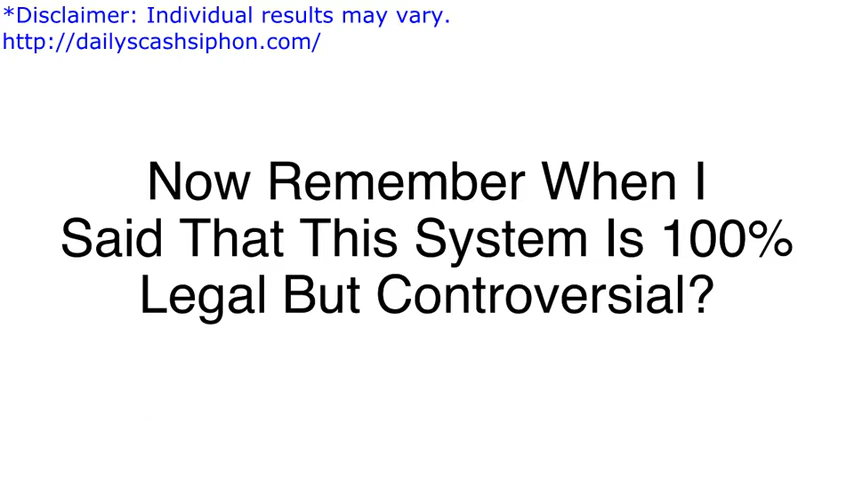 *Disclaimer: Individual results may vary.
http://dailyscashsiphon.com/
Now Remember When I
Said That This System Is 100%
Legal But Controversial?